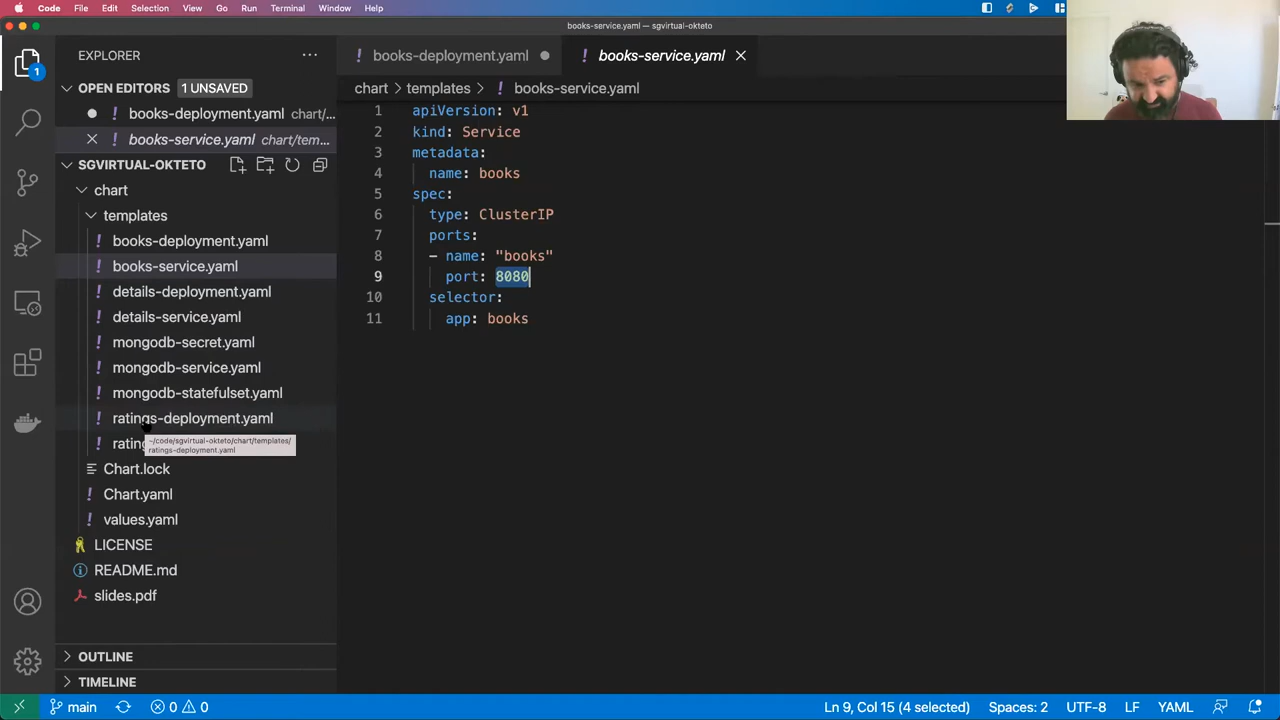 Code File Edit Selection View Go Run Terminal Window Help
books-service.yaml — sgvirtual-okteto
EXPLORER
1
OPEN EDITORS 1 UNSAVED
books-deployment.yaml chart/...
books-service.yaml chart/tem...
SGVIRTUAL-OKTETO
chart
templates
! books-deployment.yaml
! books-service.yaml
! details-deployment.yaml
! details-service.yaml
! mongodb-secret.yaml
! mongodb-service.yaml
! mongodb-statefulset.yaml
! ratings-deployment.yaml
! ratin
~/code/sgvirtual-okteto/chart/templates/
ratings-deployment.yaml
Chart.lock
! Chart.yaml
! values.yaml
LICENSE
README.md
slides.pdf
OUTLINE
TIMELINE
! books-deployment.yaml
! books-service.yaml
chart > templates > ! books-service.yaml
1 apiVersion: v1
2 kind: Service
3 metadata:
4 name: books
5 spec:
6 type: ClusterIP
7 ports:
8 - name: "books"
9 port: 8080
10 selector:
11 app: books
main 0 0 Ln 9, Col 15 (4 selected) Spaces: 2 UTF-8 LF YAML